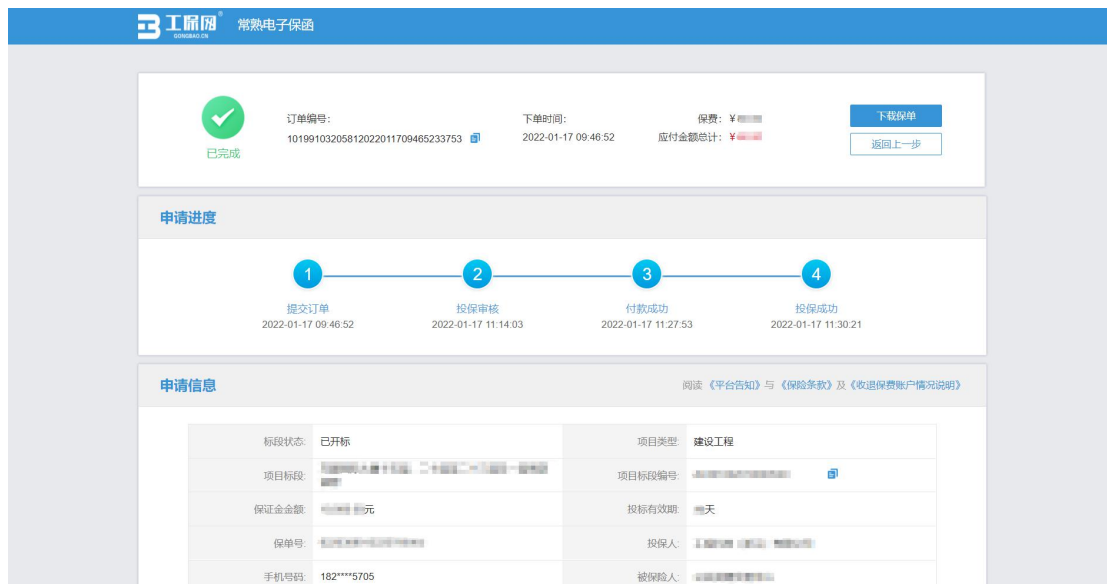 工保网®
GONGBAO.CN
常熟电子保函
已完成
订单编号:
10199103205812022011709465233753
下单时间:
2022-01-17 09:46:52
保费: ¥
应付金额总计: ¥
下载保单
返回上一步
申请进度
1
2
3
4
提交订单
投保审核
付款成功
投保成功
2022-01-17 09:46:52
2022-01-17 11:14:03
2022-01-17 11:27:53
2022-01-17 11:30:21
申请信息
阅读《平台告知》与《保险条款》及《收退保费账户情况说明》
标段状态: 已开标
项目类型: 建设工程
项目标段:
项目标段编号:
保证金金额: 元
投标有效期: 天
保单号:
投保人:
手机号码: 182****5705
被保险人: